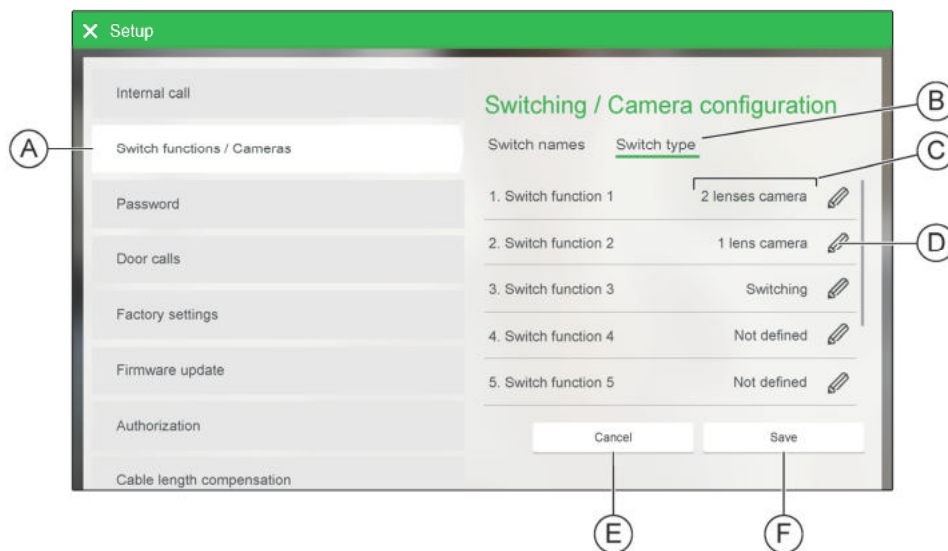 Setup
Internal call
Switch functions / Cameras
Password
Door calls
Factory settings
Firmware update
Authorization
Cable length compensation
Switching / Camera configuration
Switch names Switch type
1. Switch function 1 2 lenses camera
2. Switch function 2 1 lens camera
3. Switch function 3 Switching
4. Switch function 4 Not defined
5. Switch function 5 Not defined
Cancel Save
A
B
C
D
E
F